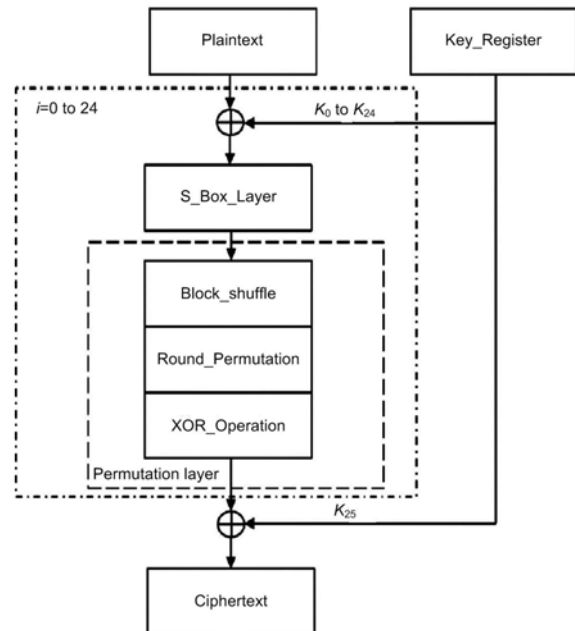 Plaintext
Key_Register
i=0 to 24
K0 to K24
S_Box_Layer
Block_shuffle
Round_Permutation
XOR_Operation
Permutation layer
K25
Ciphertext